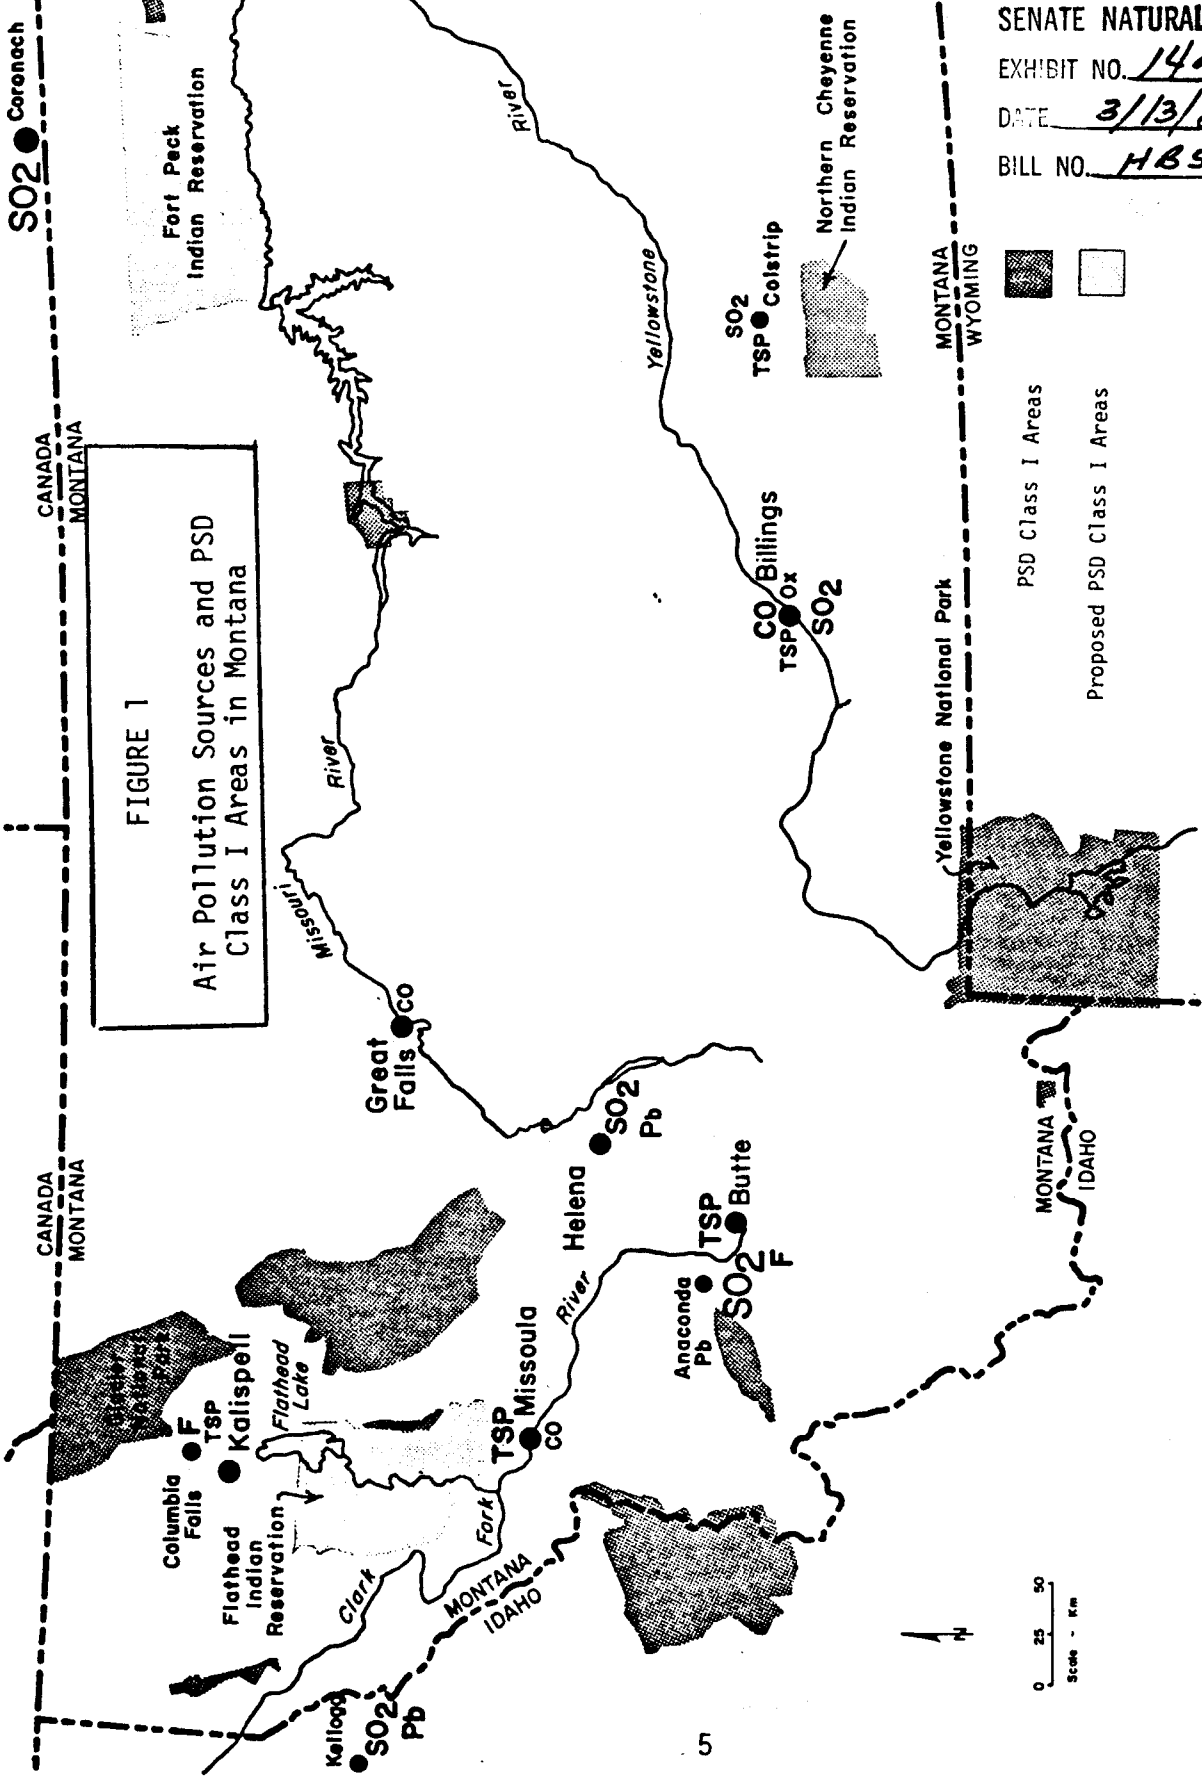 SENATE NATURAL
EXHIBIT NO. 14
DATE 3/13/
BILL NO. HB
FIGURE 1
Air Pollution Sources and PSD
Class I Areas in Montana
SO2 Coronach
CANADA
MONTANA
CANADA
MONTANA
Fort Peck
Indian Reservation
River
Yellowstone
Northern Cheyenne
Indian Reservation
SO2
TSP Colstrip
MONTANA
WYOMING
PSD Class I Areas
Proposed PSD Class I Areas
CO Billings
TSP Ox
SO2
Yellowstone National Park
River
Missouri
Great
Falls
CO
Helena
SO2
Pb
TSP
Butte
SO2
F
Anaconda
Pb
River
TSP
Missoula
CO
Glacier
National
Park
F
TSP
Kalispell
Columbia
Falls
Flathead
Lake
Flathead
Indian
Reservation
Clark
Fork
MONTANA
IDAHO
MONTANA
IDAHO
Kellogg
SO2
Pb
N
0 25 50
Scale - Km
5